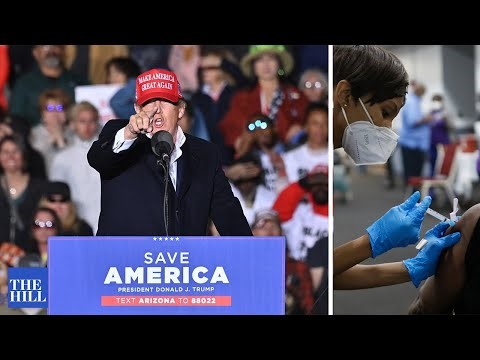 MAKE AMERICA
GREAT AGAIN
SAVE
AMERICA
PRESIDENT DONALD J. TRUMP
TEXT ARIZONA TO 88022
THE HILL